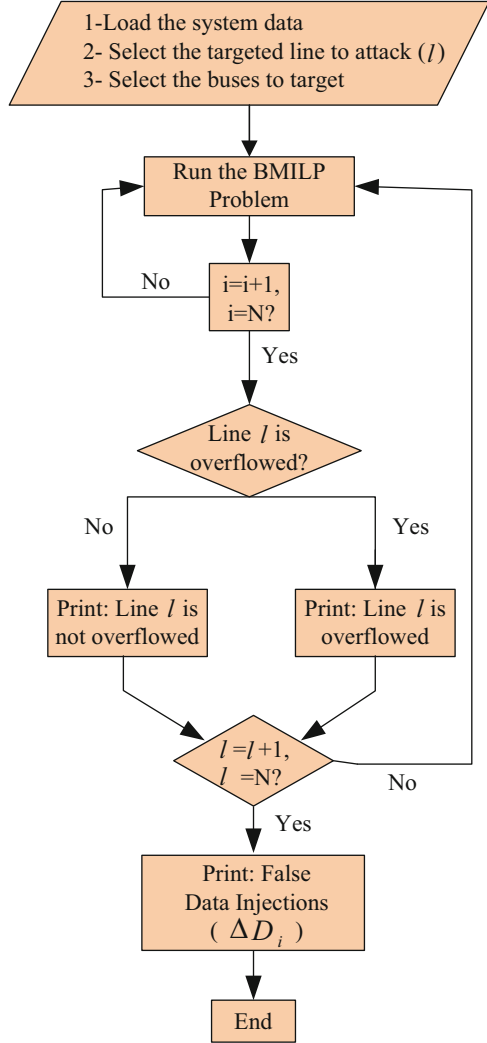 1-Load the system data
2- Select the targeted line to attack (l)
3- Select the buses to target
Run the BMILP
Problem
No
i=i+1,
i=N?
Yes
Line l is
overflowed?
No
Yes
Print: Line l is
not overflowed
Print: Line l is
overflowed
l =l+1,
l =N?
No
Yes
Print: False
Data Injections
( ΔD_i )
End